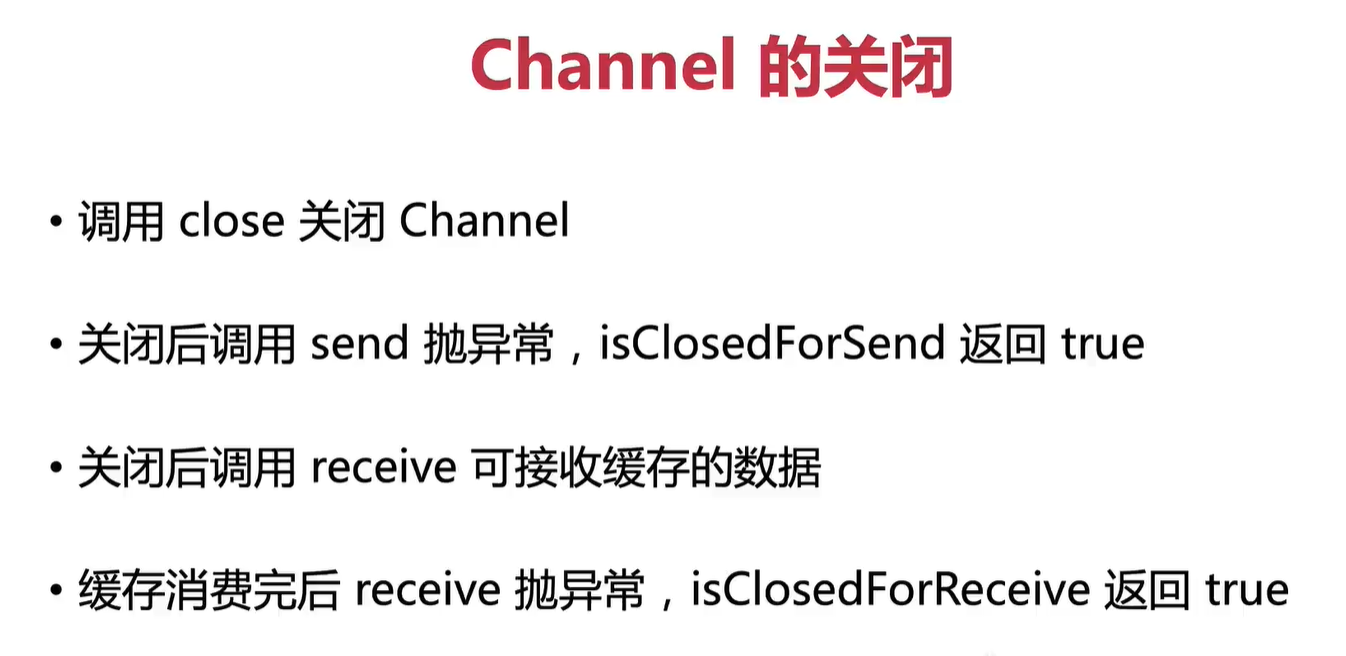 Channel 的关闭
• 调用 close 关闭 Channel
• 关闭后调用 send 抛异常，isClosedForSend 返回 true
• 关闭后调用 receive 可接收缓存的数据
• 缓存消费完后 receive 抛异常，isClosedForReceive 返回 true